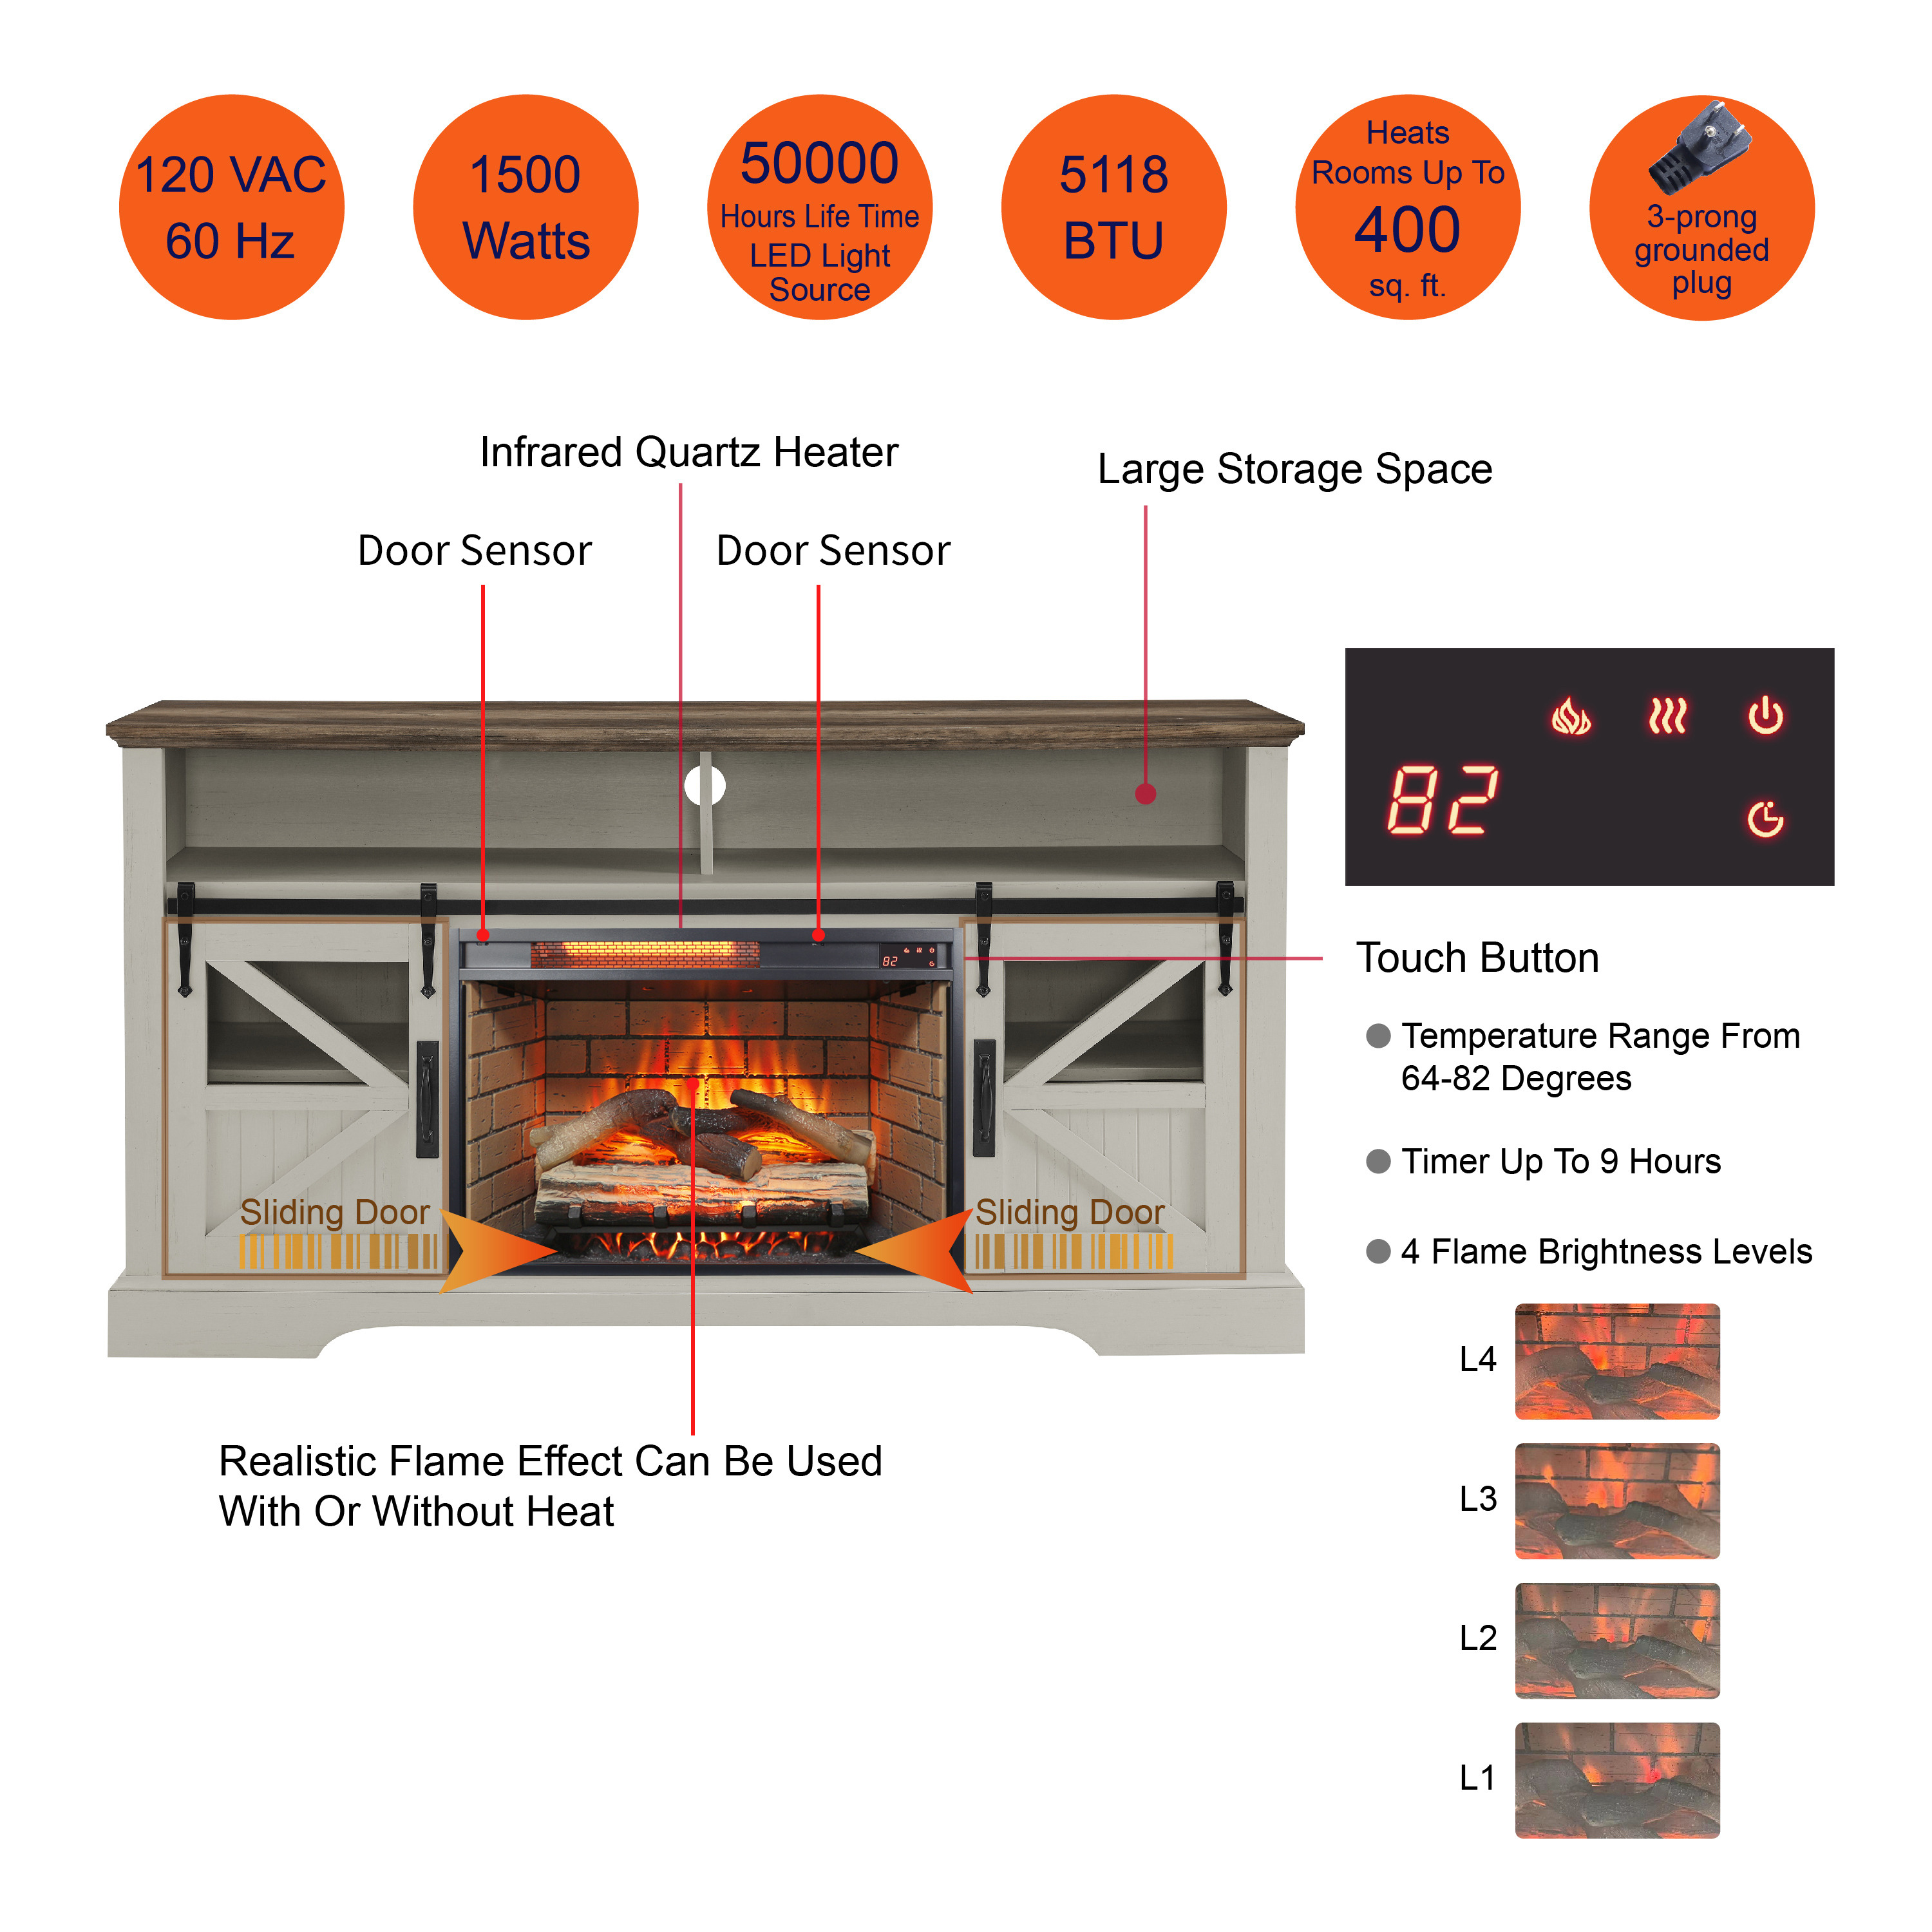 120 VAC
60 Hz
1500
Watts
50000
Hours Life Time
LED Light
Source
5118
BTU
Heats
Rooms Up To
400
sq. ft.
3-prong
grounded
plug
Infrared Quartz Heater
Large Storage Space
Door Sensor
Door Sensor
82
82
Touch Button
Temperature Range From
64-82 Degrees
Timer Up To 9 Hours
Sliding Door
Sliding Door
4 Flame Brightness Levels
L4
L3
L2
L1
Realistic Flame Effect Can Be Used
With Or Without Heat